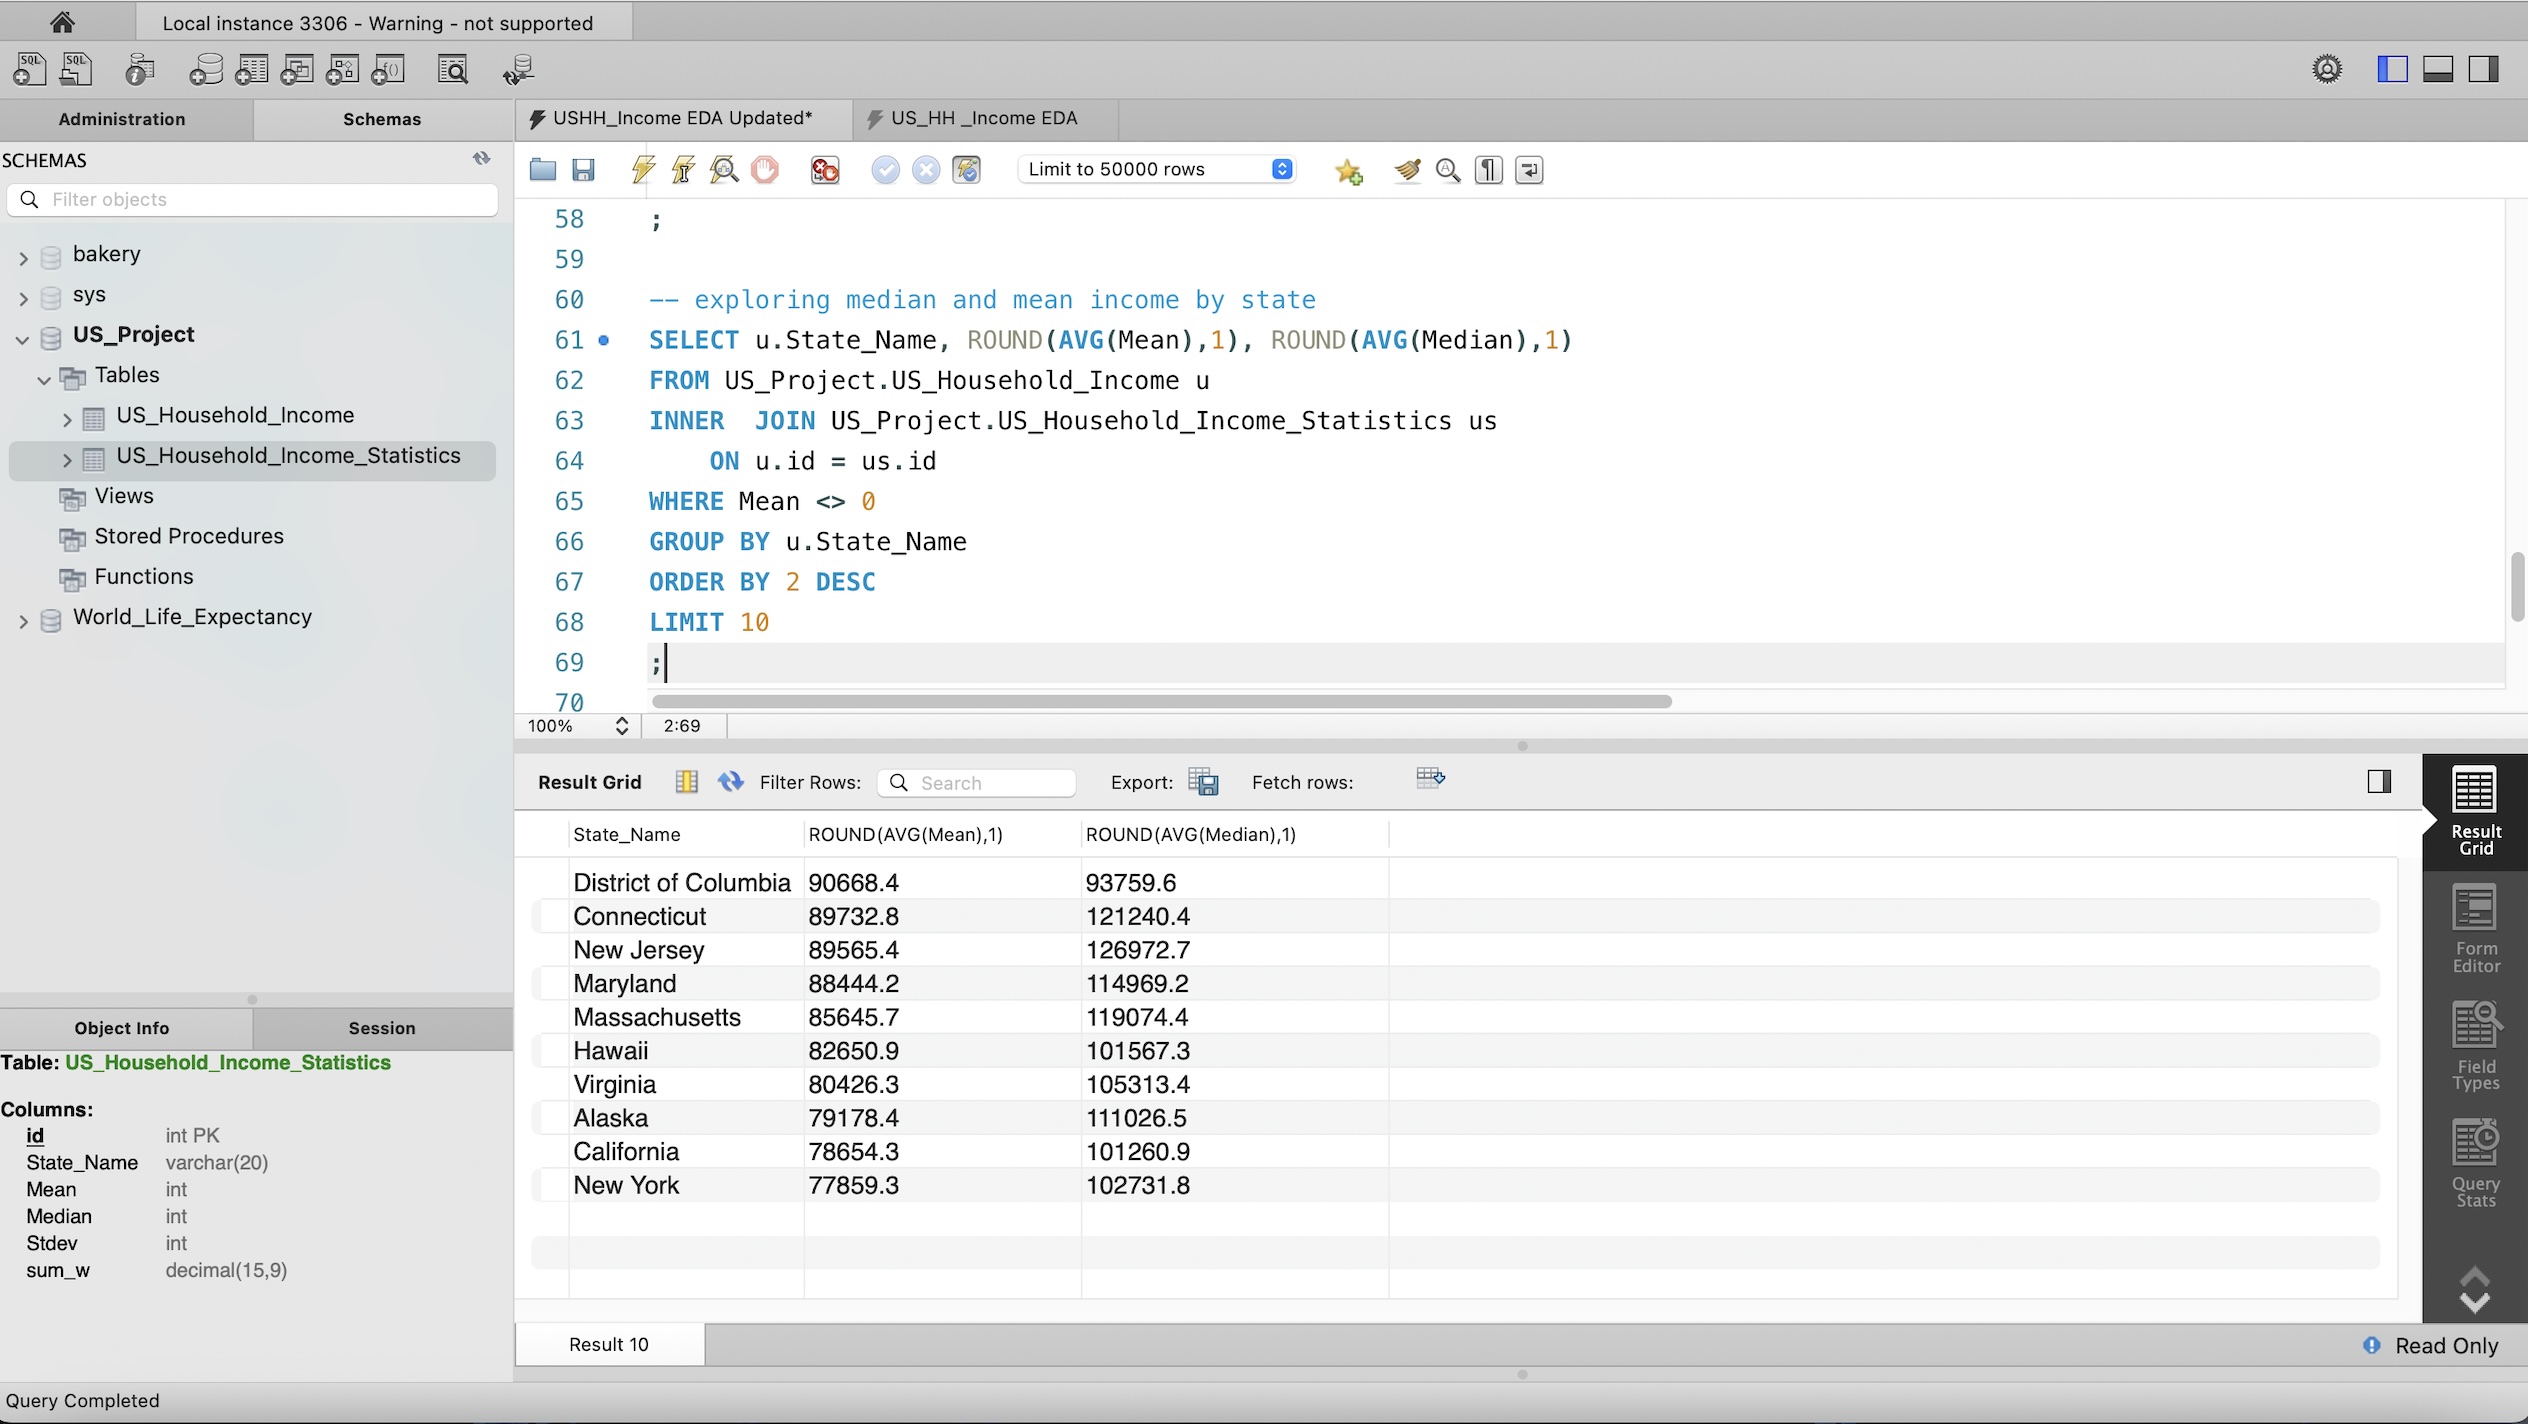 Local instance 3306 - Warning - not supported
Administration
Schemas
USHH_Income EDA Updated*
US_HH _Income EDA
SCHEMAS
Filter objects
Limit to 50000 rows
bakery
sys
US_Project
Tables
US_Household_Income
US_Household_Income_Statistics
Views
Stored Procedures
Functions
World_Life_Expectancy
58 ;
59
60 -- exploring median and mean income by state
61 SELECT u.State_Name, ROUND(AVG(Mean),1), ROUND(AVG(Median),1)
62 FROM US_Project.US_Household_Income u
63 INNER  JOIN US_Project.US_Household_Income_Statistics us
64     ON u.id = us.id
65 WHERE Mean <> 0
66 GROUP BY u.State_Name
67 ORDER BY 2 DESC
68 LIMIT 10
69 ;
70
100% 2:69
Result Grid Filter Rows: Search Export: Fetch rows:
State_Name ROUND(AVG(Mean),1) ROUND(AVG(Median),1)
District of Columbia 90668.4 93759.6
Connecticut 89732.8 121240.4
New Jersey 89565.4 126972.7
Maryland 88444.2 114969.2
Massachusetts 85645.7 119074.4
Hawaii 82650.9 101567.3
Virginia 80426.3 105313.4
Alaska 79178.4 111026.5
California 78654.3 101260.9
New York 77859.3 102731.8
Result
Grid
Form
Editor
Field
Types
Query
Stats
Object Info
Session
Table: US_Household_Income_Statistics
Columns:
id int PK
State_Name varchar(20)
Mean int
Median int
Stdev int
sum_w decimal(15,9)
Result 10
Read Only
Query Completed